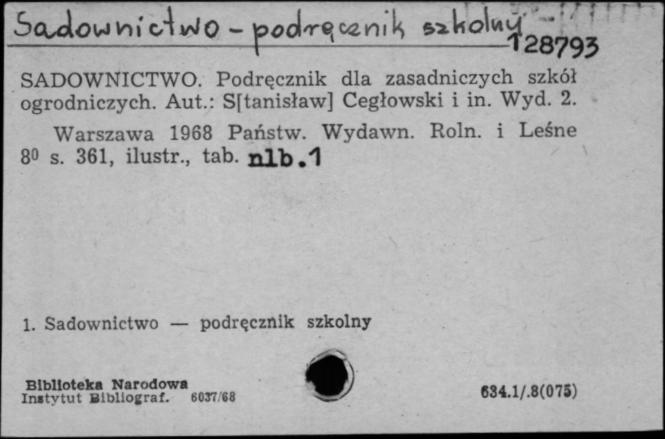 Sadownictwo - podręcznik szkolny
128793
SADOWNICTWO. Podręcznik dla zasadniczych szkół
ogrodniczych. Aut.: S[tanisław] Cegłowski i in. Wyd. 2.
Warszawa 1968 Państw. Wydawn. Roln. i Leśne
8⁰ s. 361, ilustr., tab. nlb.1
1. Sadownictwo — podręcznik szkolny
Biblioteka Narodowa
Instytut Bibliograf. 6037/68
634.1/.8(075)